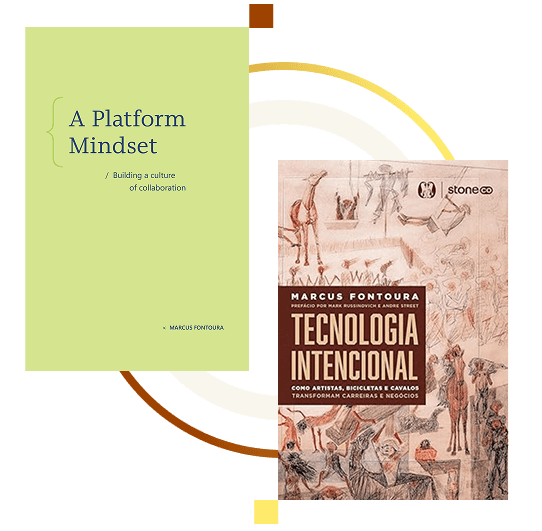 A Platform
Mindset
/ Building a culture
of collaboration
< MARCUS FONTOURA
stoneco
MARCUS FONTOURA
PREFÁCIO POR MARK RUSSINOVICH E ANDRE STREET
TECNOLOGIA
INTENCIONAL
COMO ARTISTAS, BICICLETAS E CAVALOS
TRANSFORMAM CARREIRAS E NEGÓCIOS